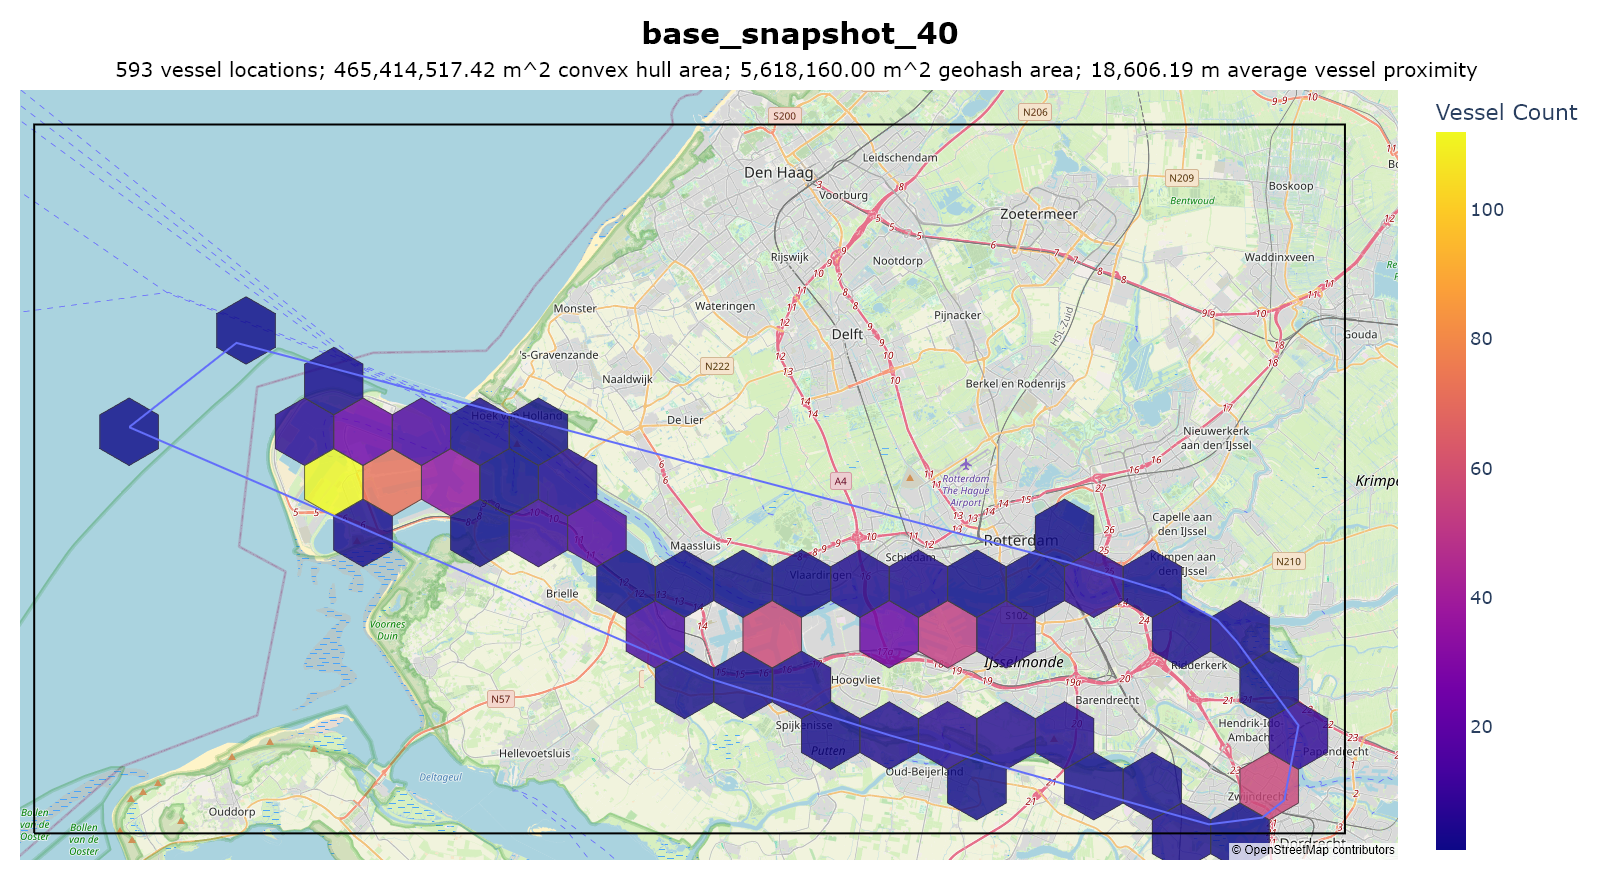 base_snapshot_40
593 vessel locations; 465,414,517.42 m^2 convex hull area; 5,618,160.00 m^2 geohash area; 18,606.19 m average vessel proximity
Vessel Count
100
80
60
40
20
S200
N206
Leidschendam
Den Haag
Voorburg
N209
Boskoop
Bentwoud
Zoetermeer
Rijswijk
Nootdorp
Waddinxveen
Monster
Wateringen
Pijnacker
HSL-Zuid
Delft
Gouda
's-Gravenzande
N222
Naaldwijk
Berkel en Rodenrijs
Hoek van Holland
De Lier
Nieuwerkerk
aan den IJssel
A4
Rotterdam
The Hague
Airport
Krimpe
Capelle aan
den IJssel
Maassluis
Schiedam
Rotterdam
Krimpen aan
den IJssel
N210
Vlaardingen
Brielle
S102
Voornes
Duin
IJsselmonde
Ridderkerk
Hoogvliet
N57
Barendrecht
Spijkenisse
Hendrik-Ido-
Ambacht
Papendrecht
Hellevoetsluis
Putten
Oud-Beijerland
Deltageul
Zwijndrecht
Ouddorp
Bollen
van de
Ooster
Bollen
van de
Ooster
Dordrecht
© OpenStreetMap contributors